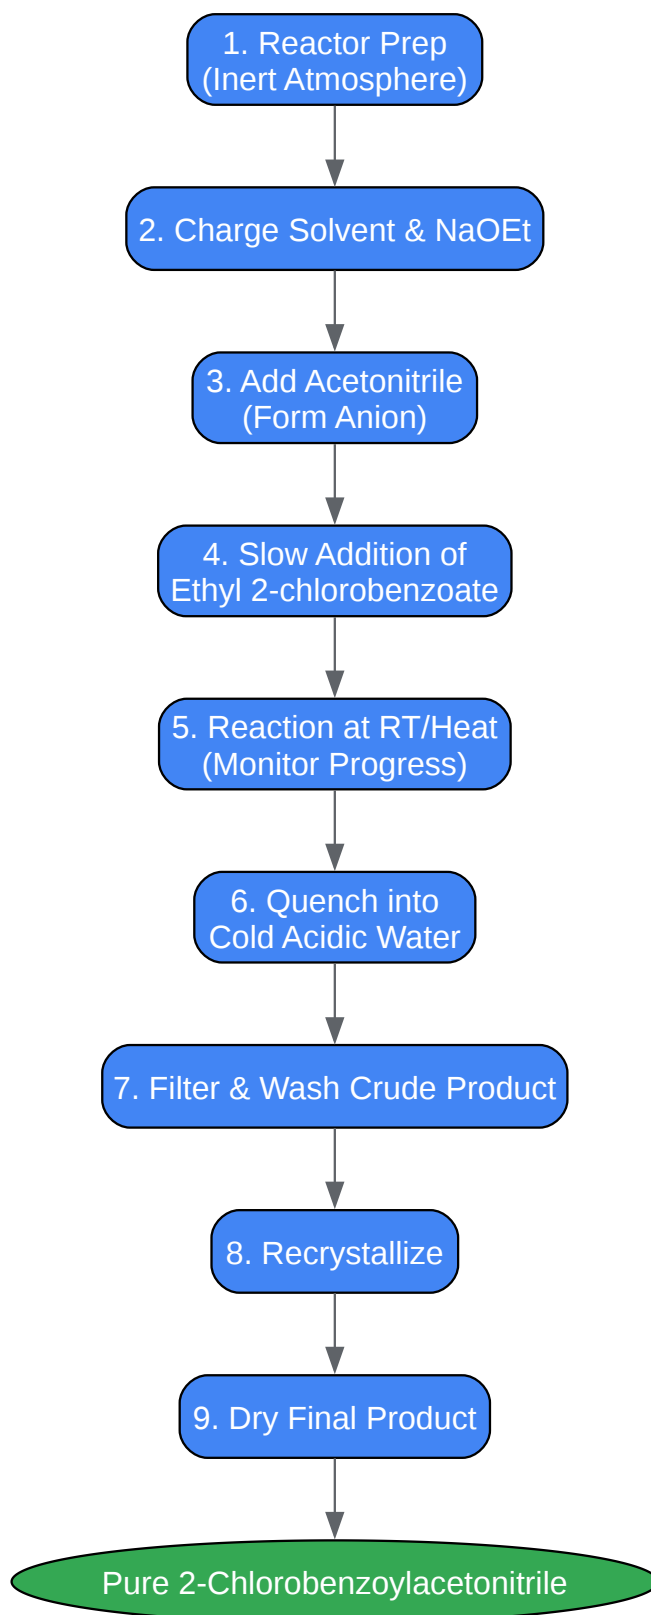 1. Reactor Prep
(Inert Atmosphere)
2. Charge Solvent & NaOEt
3. Add Acetonitrile
(Form Anion)
4. Slow Addition of
Ethyl 2-chlorobenzoate
5. Reaction at RT/Heat
(Monitor Progress)
6. Quench into
Cold Acidic Water
7. Filter & Wash Crude Product
8. Recrystallize
9. Dry Final Product
Pure 2-Chlorobenzoylacetonitrile